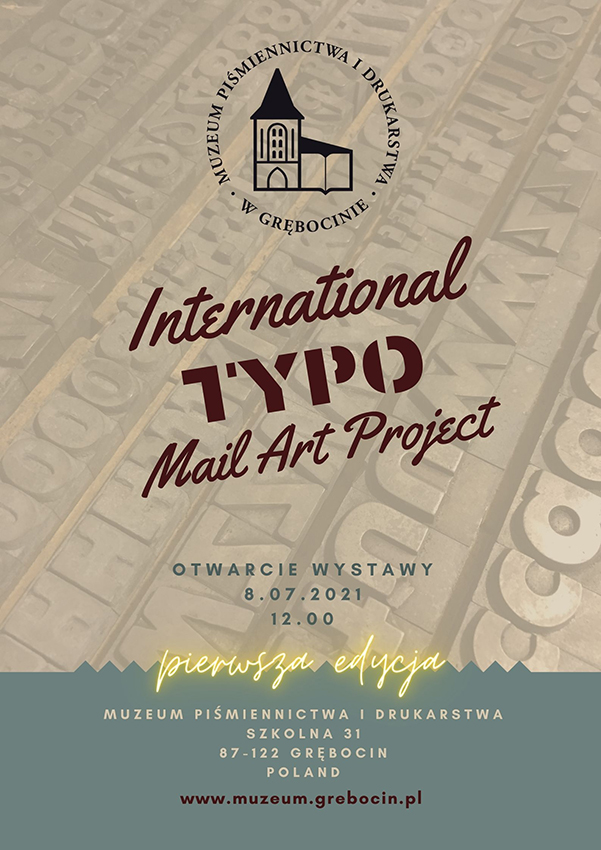 MUZEUM PIŚMIENNICTWA I DRUKARSTWA
W GRĘBOCINIE
International
TYPO
Mail Art Project
OTWARCIE WYSTAWY
8.07.2021
12.00
pierwsza edycja
MUZEUM PIŚMIENNICTWA I DRUKARSTWA
SZKOLNA 31
87-122 GRĘBOCIN
POLAND
www.muzeum.grebocin.pl